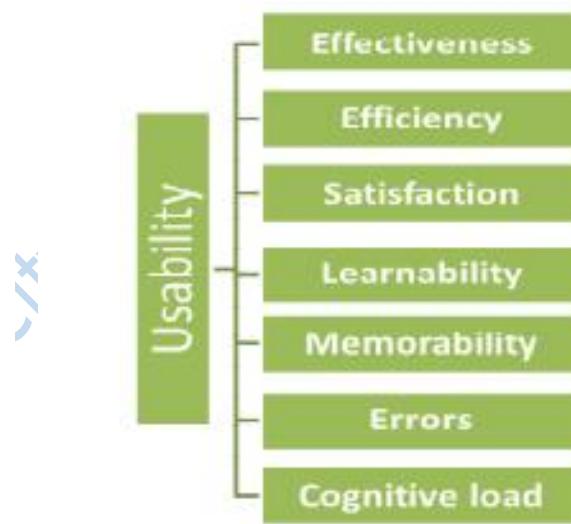 Usability
Effectiveness
Efficiency
Satisfaction
Learnability
Memorability
Errors
Cognitive load